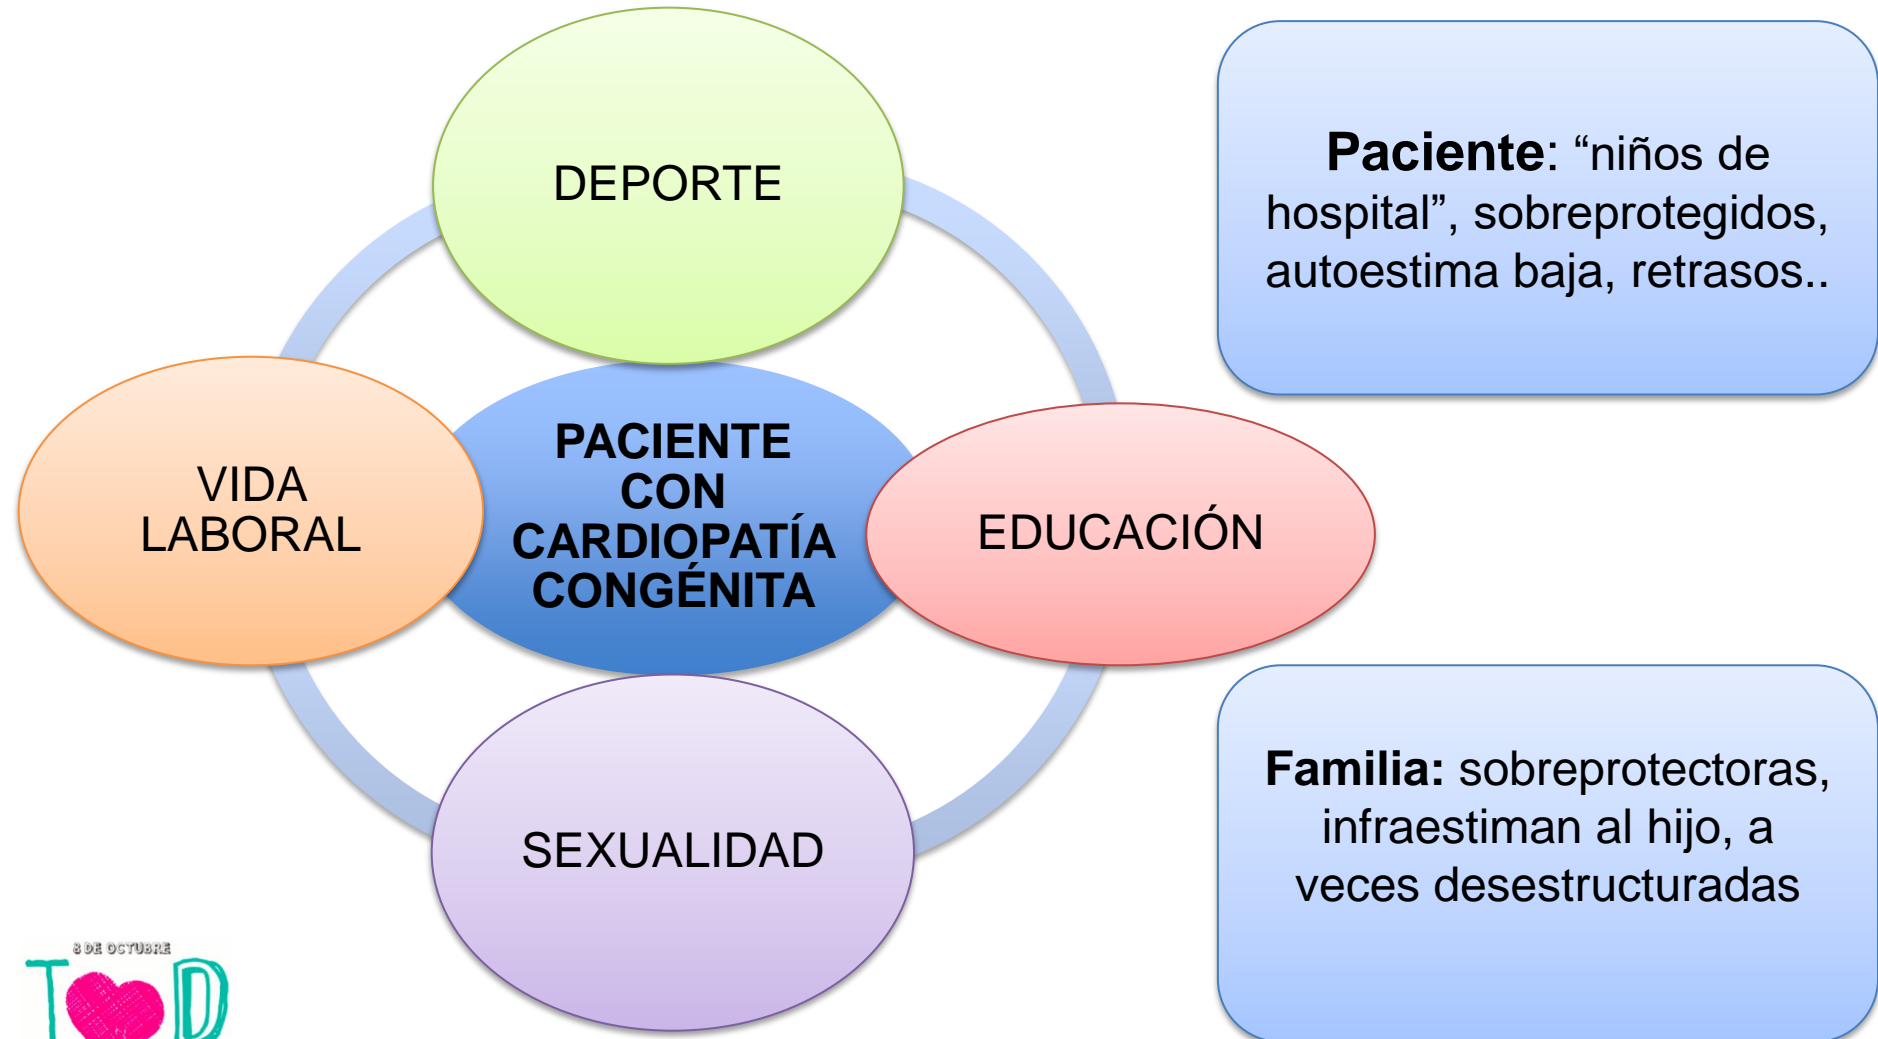 DEPORTE
Paciente: “niños de
hospital”, sobreprotegidos,
autoestima baja, retrasos..
VIDA
LABORAL
PACIENTE
CON
CARDIOPATÍA
CONGÉNITA
EDUCACIÓN
SEXUALIDAD
Familia: sobreprotectoras,
infraestiman al hijo, a
veces desestructuradas
8 DE OCTUBRE
T D